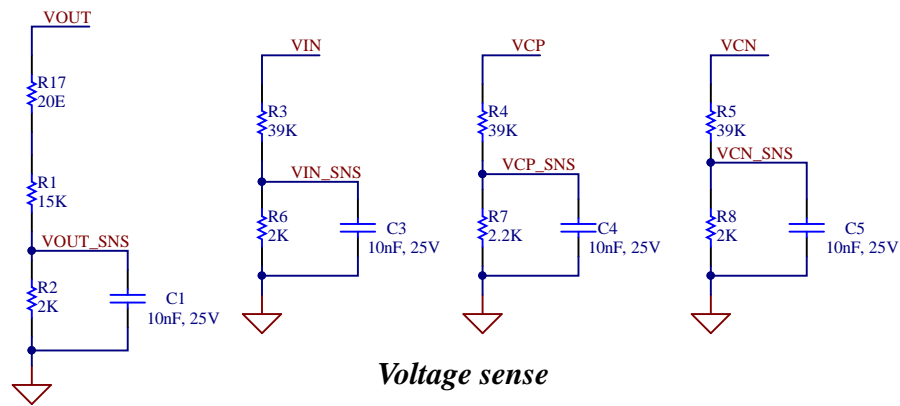 VOUT
R17
20E
R1
15K
VOUT_SNS
R2
2K
C1
10nF, 25V
VIN
R3
39K
VIN_SNS
R6
2K
C3
10nF, 25V
VCP
R4
39K
VCP_SNS
R7
2.2K
C4
10nF, 25V
VCN
R5
39K
VCN_SNS
R8
2K
C5
10nF, 25V
Voltage sense